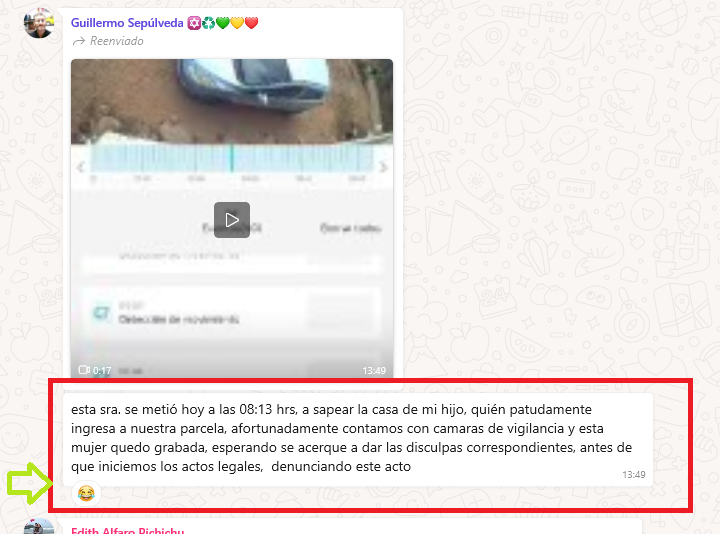 Guillermo Sepúlveda
Reenviado
Detección de movimiento
0:17
13:49
esta sra. se metió hoy a las 08:13 hrs, a sapear la casa de mi hijo, quién patudamente
ingresa a nuestra parcela, afortunadamente contamos con camaras de vigilancia y esta
mujer quedo grabada, esperando se acerque a dar las disculpas correspondientes, antes de
que iniciemos los actos legales, denunciando este acto
13:49
Edith Alfaro Pichichu